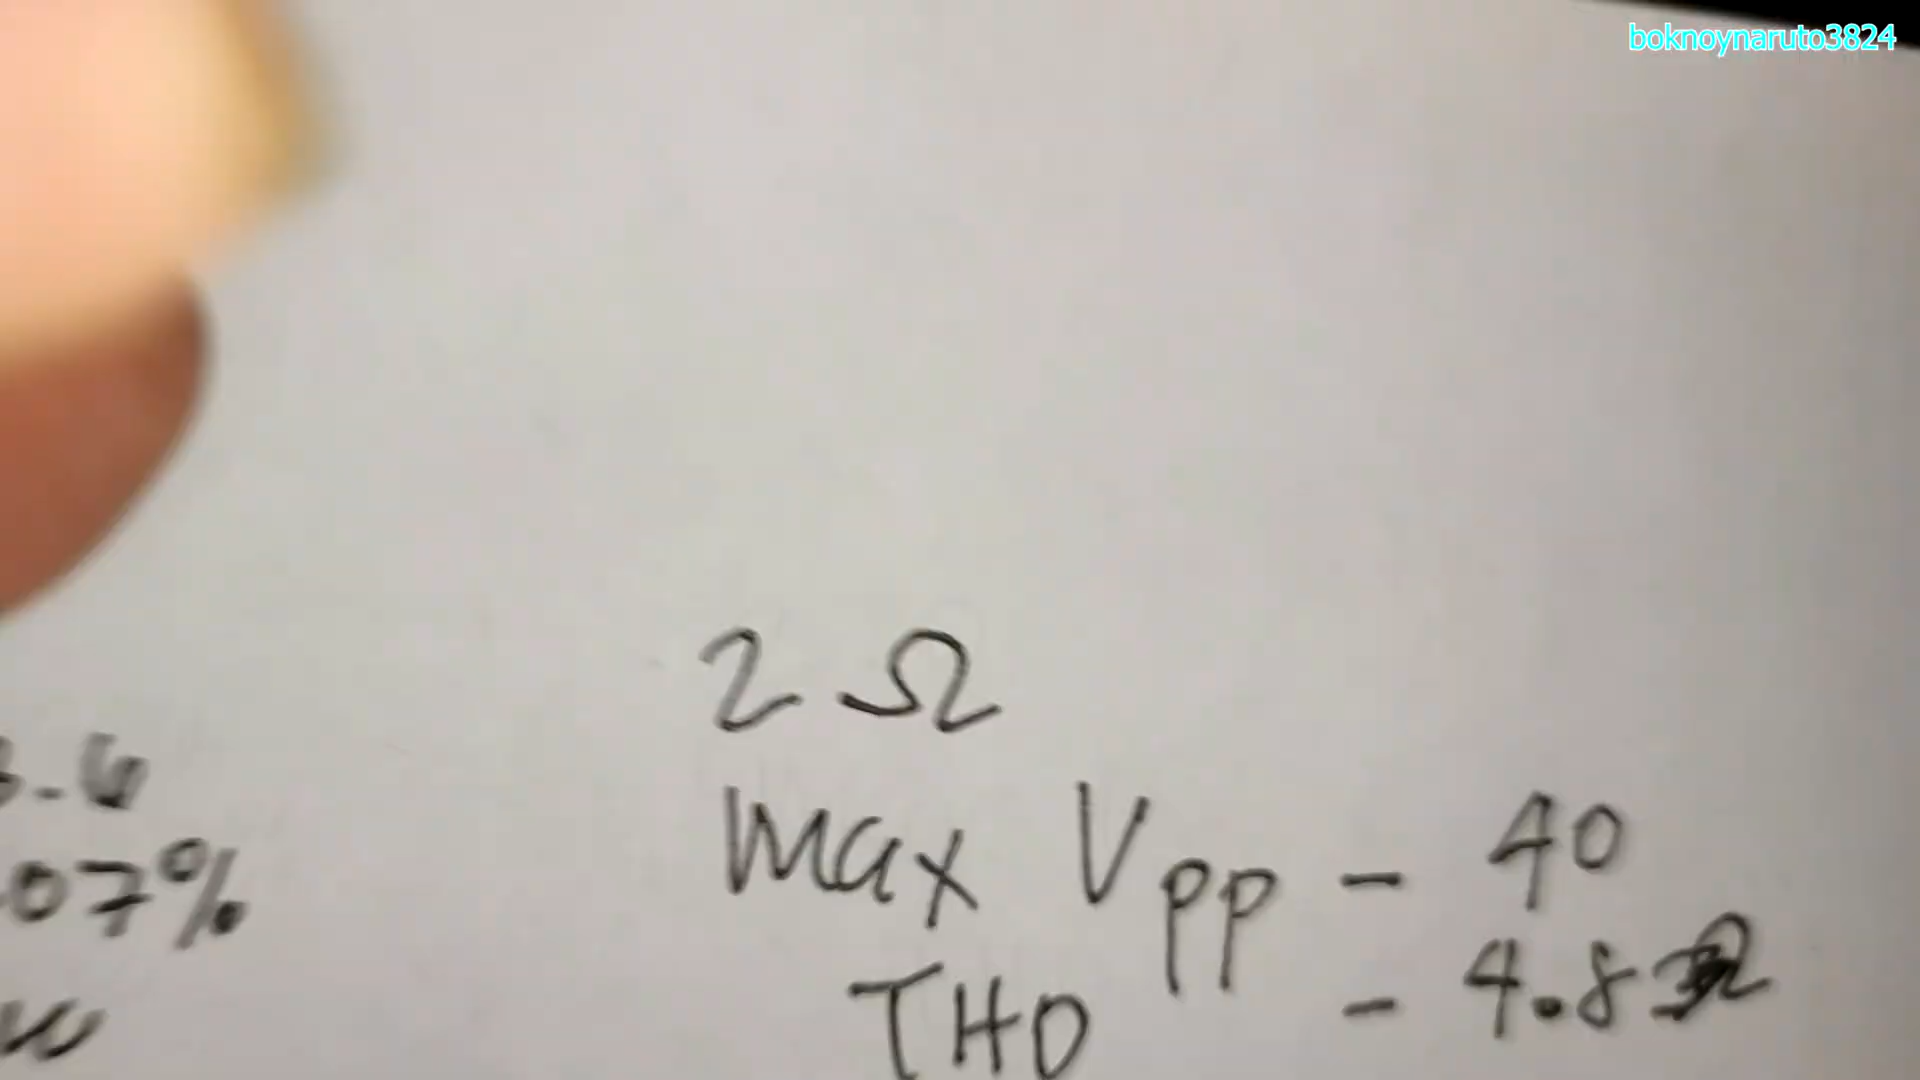 boknoynaruto3824
2 Ω
Max Vpp - 40
THD - 4.8
07%